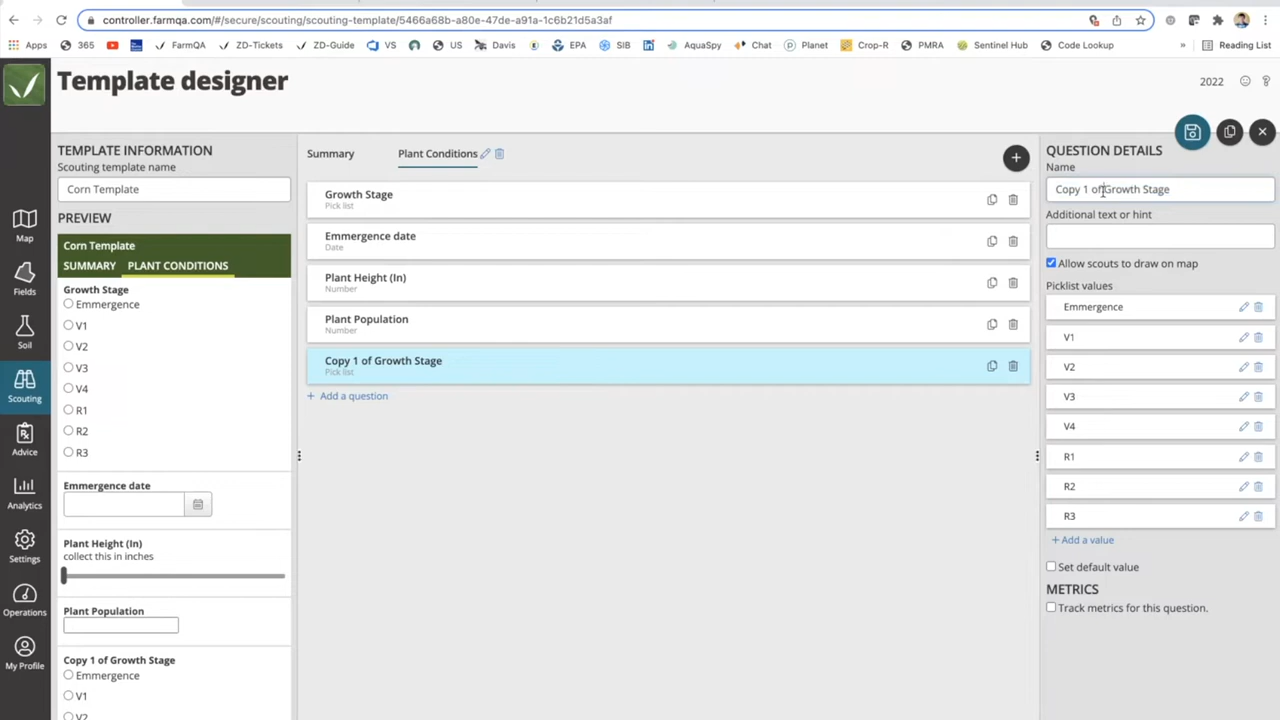 controller.farmqa.com/#/secure/scouting/scouting-template/5466a68b-a80e-47de-a91a-1c6b21d5a3af
Apps 365 FarmQA ZD-Tickets ZD-Guide VS US Davis EPA SIB AquaSpy Chat Planet Crop-R PMRA Sentinel Hub Code Lookup » Reading List
Template designer
2022
Map
Fields
Soil
Scouting
Advice
Analytics
Settings
Operations
My Profile
TEMPLATE INFORMATION
Scouting template name
Corn Template
PREVIEW
Corn Template
SUMMARY PLANT CONDITIONS
Growth Stage
Emmergence
V1
V2
V3
V4
R1
R2
R3
Emmergence date
Plant Height (In)
collect this in inches
Plant Population
Copy 1 of Growth Stage
Emmergence
V1
V2
Summary Plant Conditions
Growth Stage
Pick list
Emmergence date
Date
Plant Height (In)
Number
Plant Population
Number
Copy 1 of Growth Stage
Pick list
+ Add a question
QUESTION DETAILS
Name
Copy 1 of Growth Stage
Additional text or hint
Allow scouts to draw on map
Picklist values
Emmergence
V1
V2
V3
V4
R1
R2
R3
+ Add a value
Set default value
METRICS
Track metrics for this question.